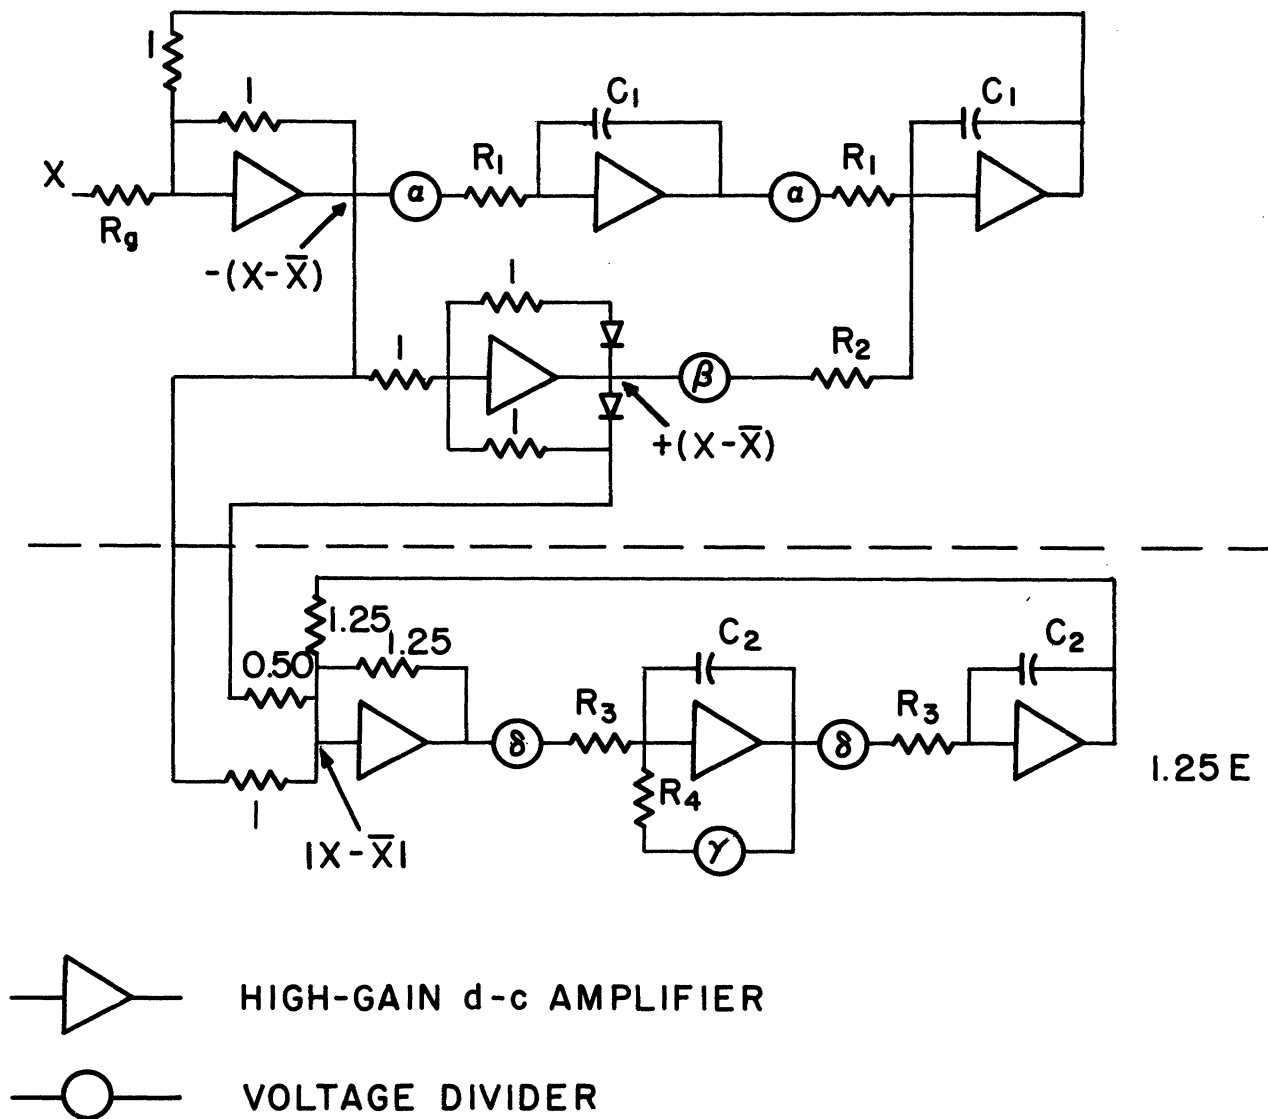 1
1
C1
C1
X
Rg
α
R1
α
R1
-(X-X̅)
1
1
R2
β
1
+(X-X̅)
1.25
1.25
0.50
C2
C2
R3
R3
δ
δ
1
R4
1.25 E
|X-X̅|
γ
HIGH-GAIN d-c AMPLIFIER
VOLTAGE DIVIDER